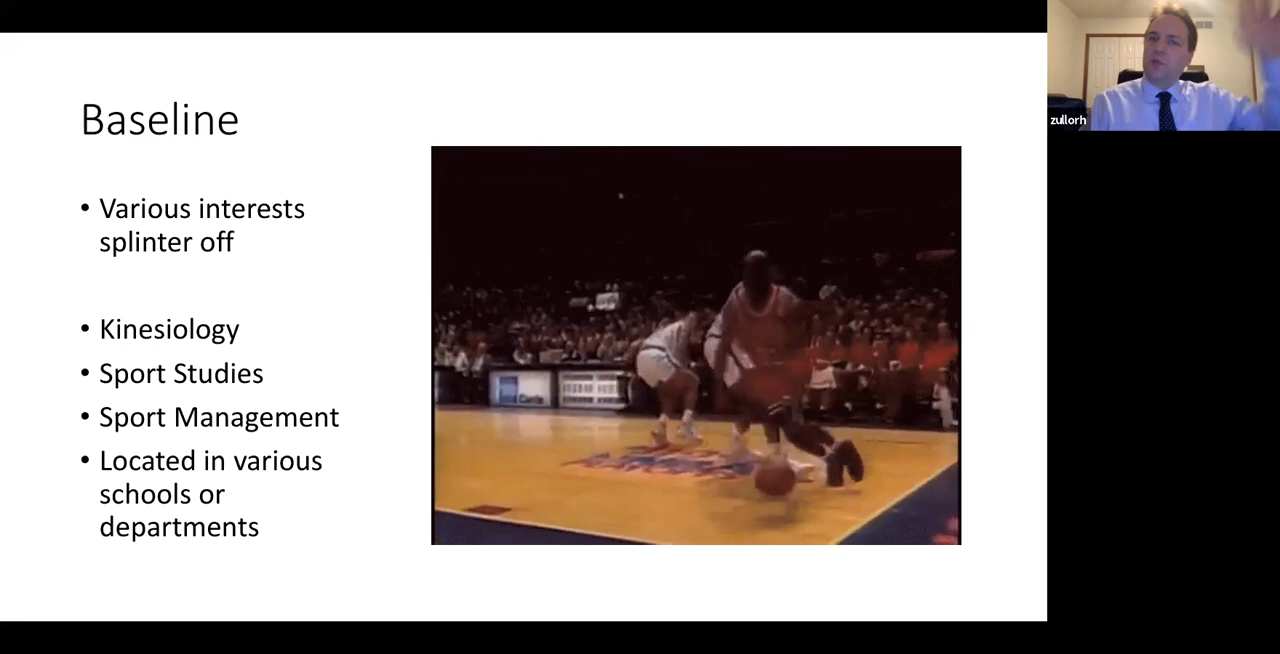 Baseline
• Various interests
splinter off
• Kinesiology
• Sport Studies
• Sport Management
• Located in various
schools or
departments
zullorh